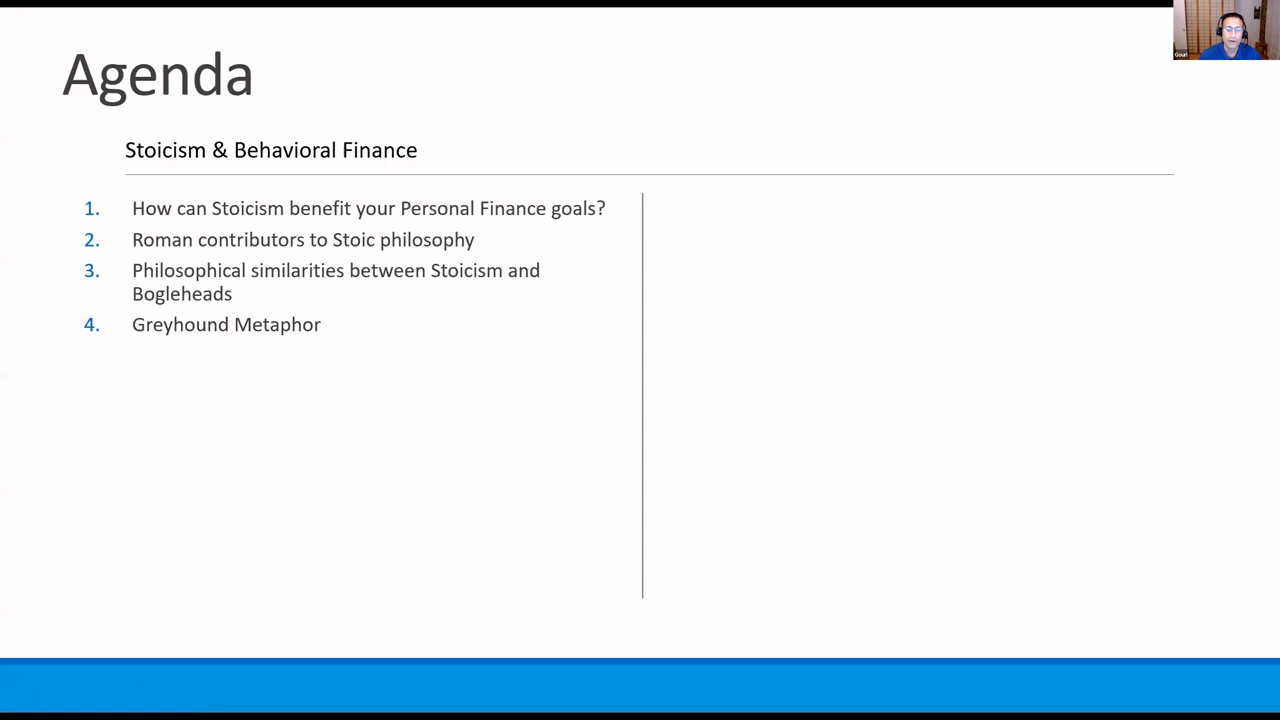 Agenda
Stoicism & Behavioral Finance
1. How can Stoicism benefit your Personal Finance goals?
2. Roman contributors to Stoic philosophy
3. Philosophical similarities between Stoicism and
Bogleheads
4. Greyhound Metaphor
Gouri